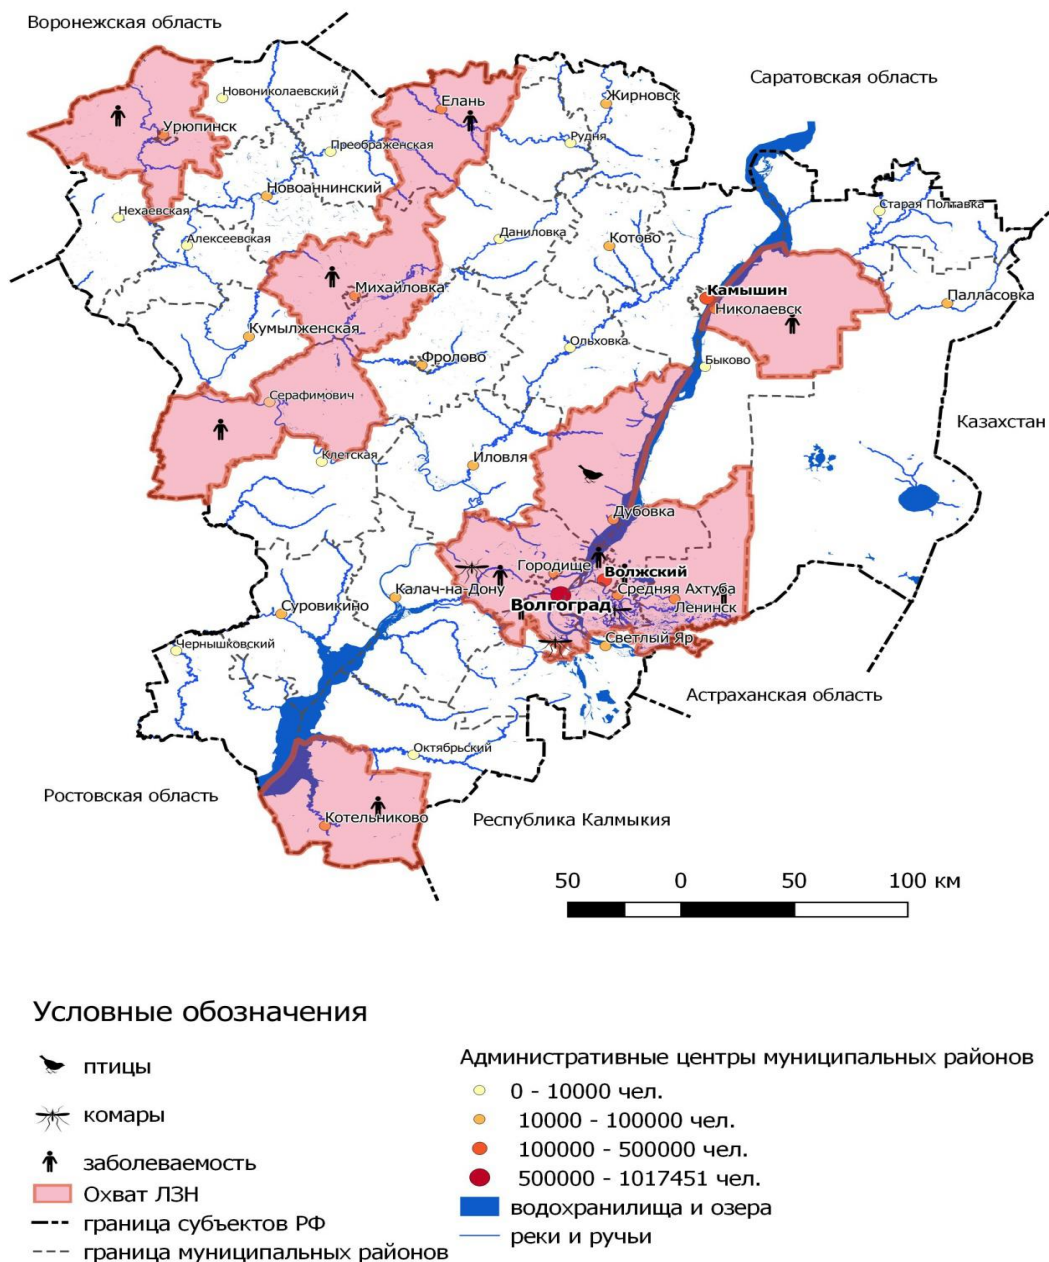 Воронежская область
Саратовская область
Новониколаевский
Елань
Жирновск
Урюпинск
Рудня
Преображенская
Новоаннинский
Нехаевская
Старая Полтавка
Алексеевская
Даниловка
Котово
Михайловка
Камышин
Николаевск
Палласовка
Кумылженская
Фролово
Ольховка
Быково
Серафимович
Казахстан
Клетская
Иловля
Дубовка
Городище
Волжский
Калач-на-Дону
Средняя Ахтуба
Суровикино
Волгоград
Ленинск
Светлый Яр
Чернышковский
Астраханская область
Октябрьский
Ростовская область
Котельниково
Республика Калмыкия
50 0 50 100 км
Условные обозначения
птицы
комары
заболеваемость
Охват ЛЗН
граница субъектов РФ
граница муниципальных районов
Административные центры муниципальных районов
0 - 10000 чел.
10000 - 100000 чел.
100000 - 500000 чел.
500000 - 1017451 чел.
водохранилища и озера
реки и ручьи